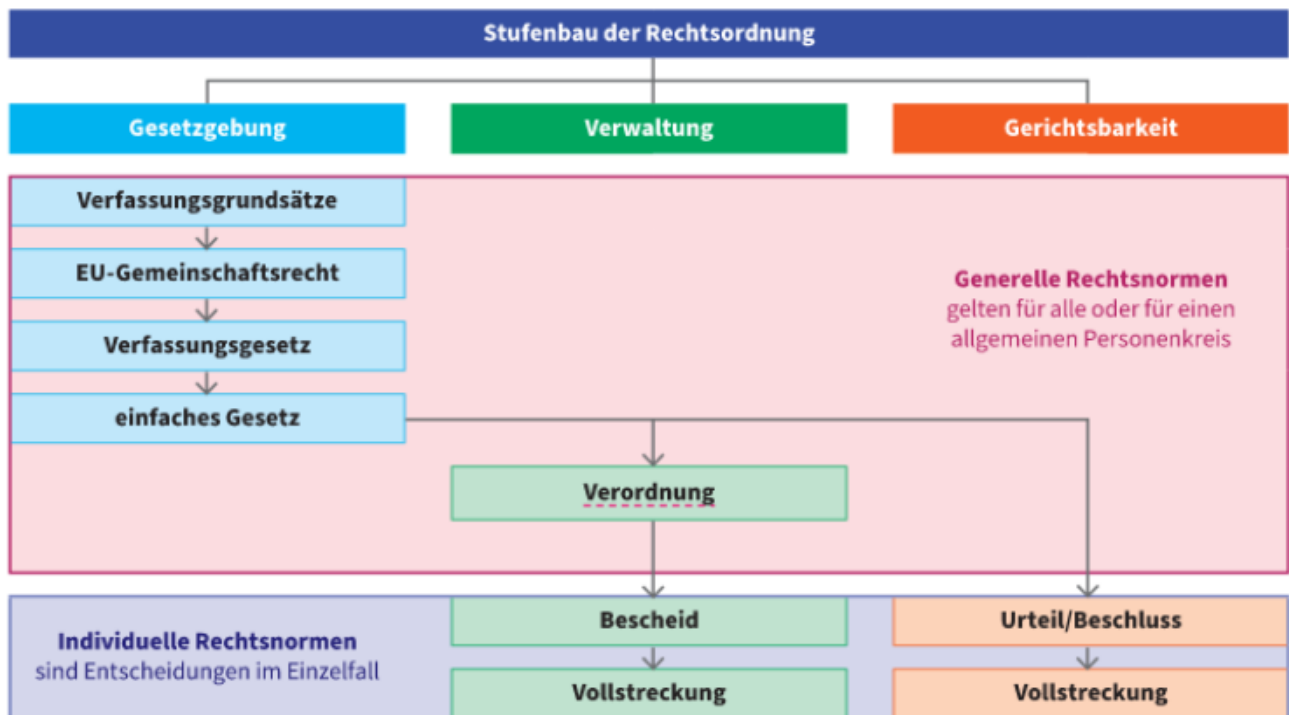 Stufenbau der Rechtsordnung
Gesetzgebung
Verwaltung
Gerichtsbarkeit
Verfassungsgrundsätze
EU-Gemeinschaftsrecht
Verfassungsgesetz
einfaches Gesetz
Generelle Rechtsnormen
gelten für alle oder für einen
allgemeinen Personenkreis
Verordnung
Individuelle Rechtsnormen
sind Entscheidungen im Einzelfall
Bescheid
Urteil/Beschluss
Vollstreckung
Vollstreckung